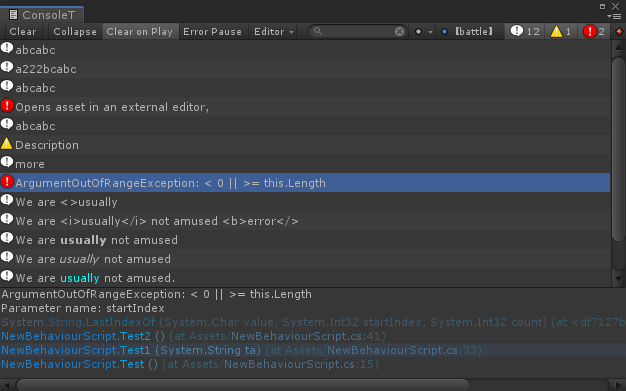 ConsoleT
Clear Collapse Clear on Play Error Pause Editor [battle] 12 1 2
abcabc
a222bcabc
abcabc
Opens asset in an external editor,
abcabc
Description
more
ArgumentOutOfRangeException: < 0 || >= this.Length
We are <>usually
We are <i>usually</i> not amused <b>error</>
We are usually not amused
We are usually not amused
We are usually not amused.
ArgumentOutOfRangeException: < 0 || >= this.Length
Parameter name: startIndex
System.String.LastIndexOf (System.Char value, System.Int32 startIndex, System.Int32 count) (at <df7127b
NewBehaviourScript.Test2 () (at Assets/NewBehaviourScript.cs:41)
NewBehaviourScript.Test1 (System.String ta) (at Assets/NewBehaviourScript.cs:33)
NewBehaviourScript.Test () (at Assets/NewBehaviourScript.cs:15)